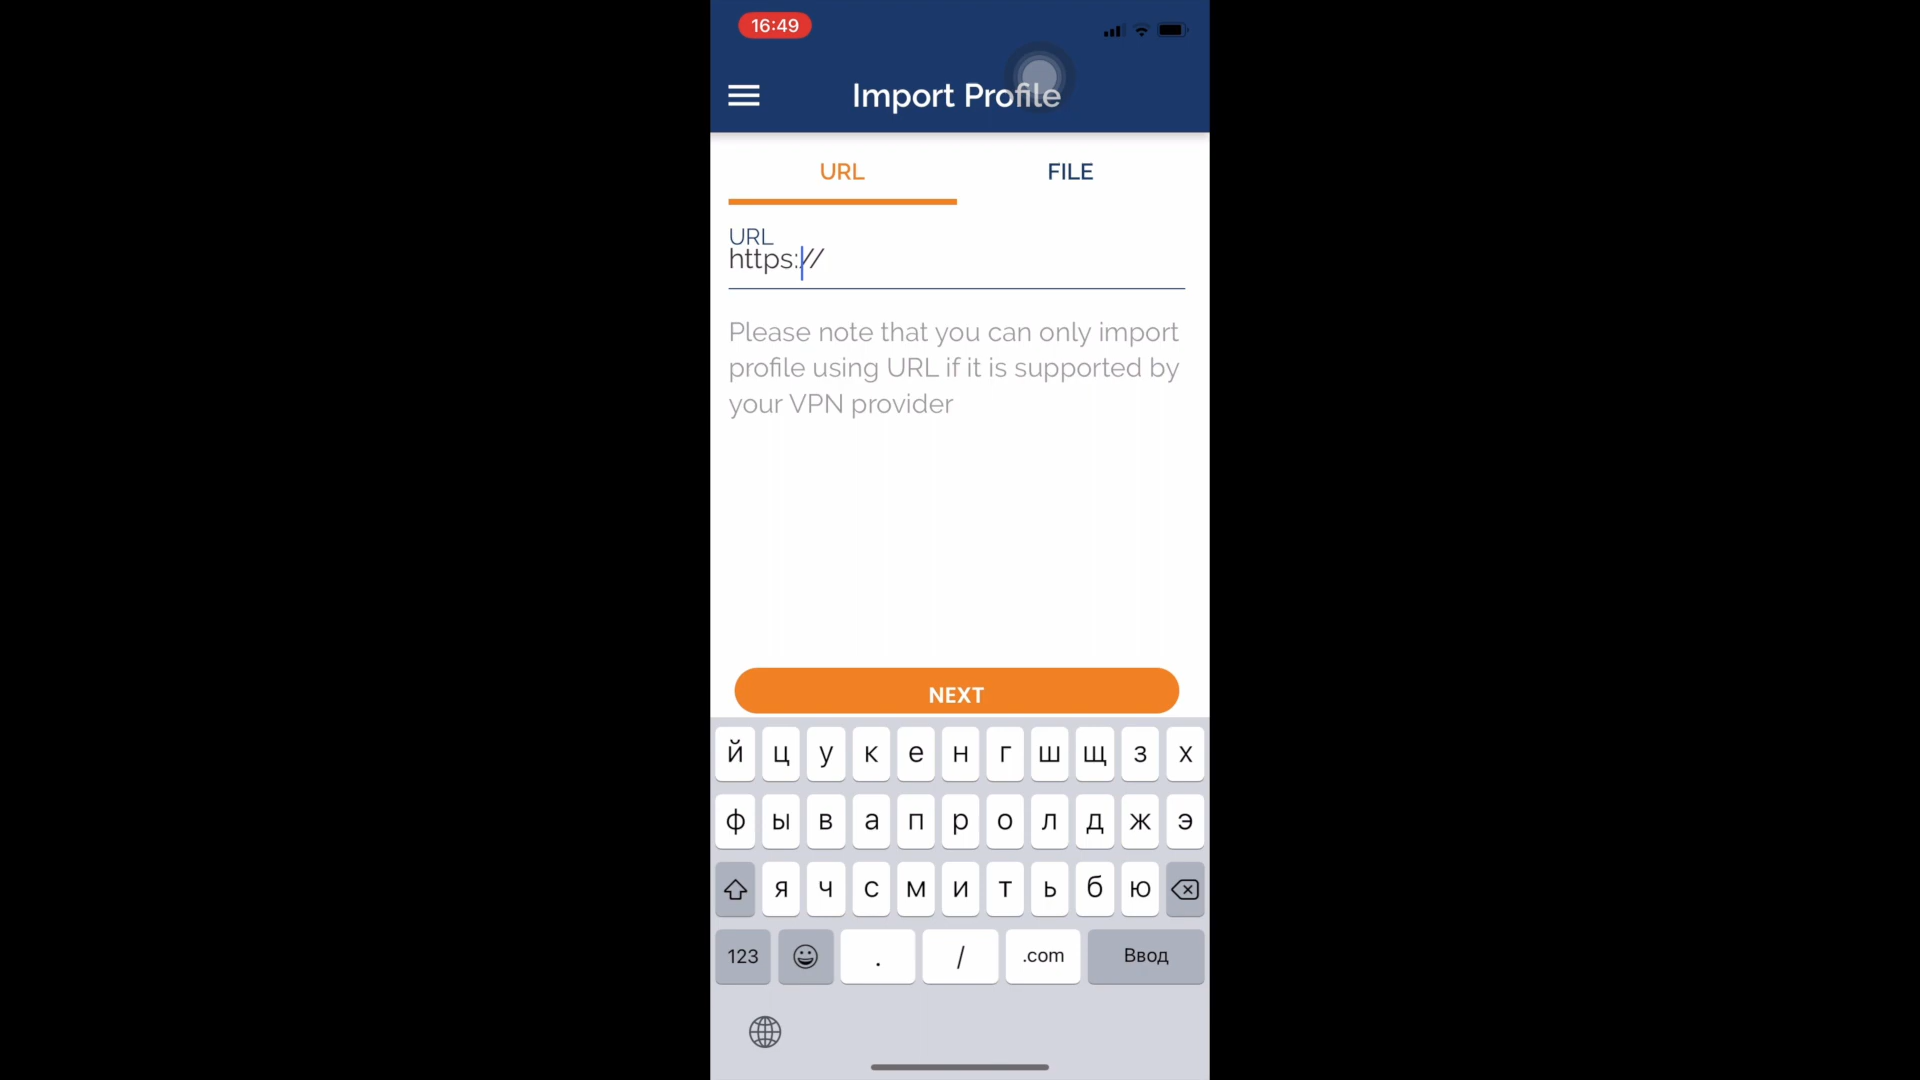 16:49
Import Profile
URL
FILE
URL
https://
Please note that you can only import
profile using URL if it is supported by
your VPN provider
NEXT
й ц у к е н г ш щ з х
ф ы в а п р о л д ж э
я ч с м и т ь б ю
123 . / .com Ввод